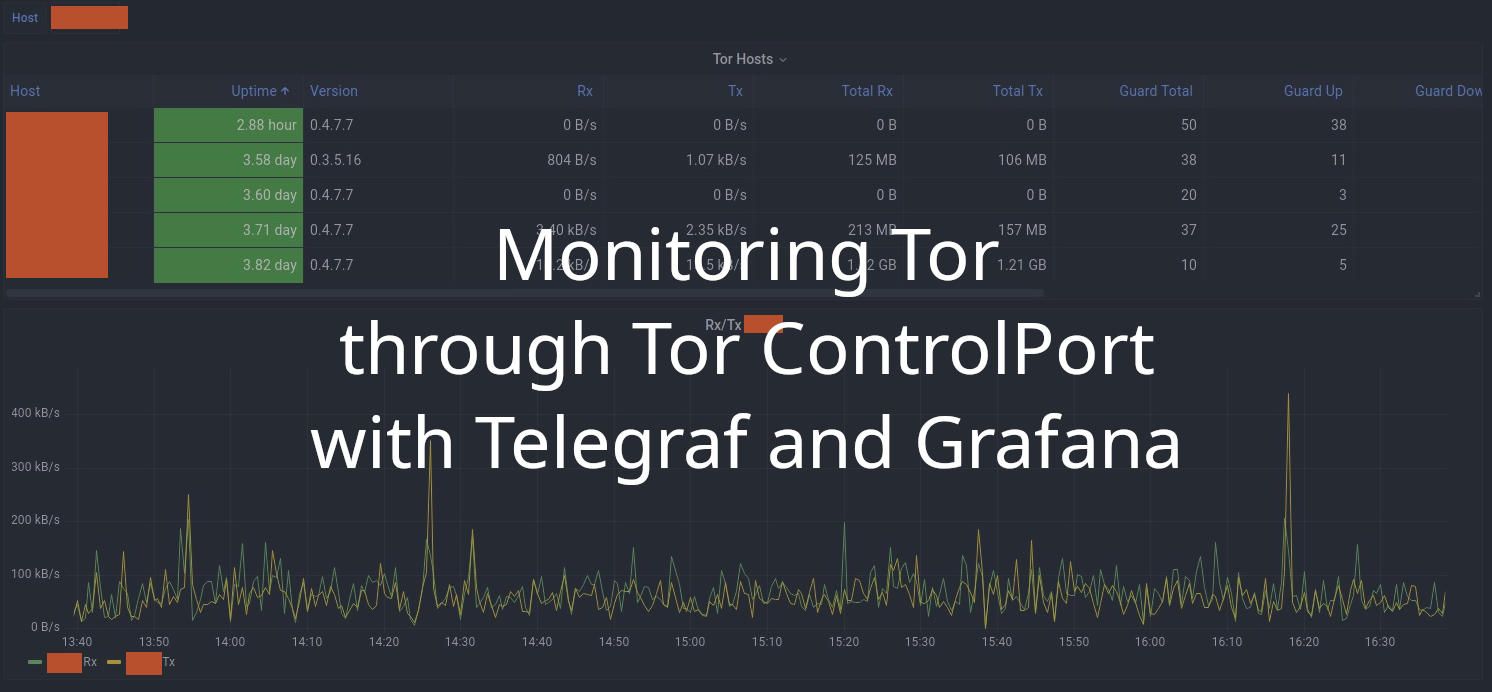 Host
Tor Hosts
Host Uptime Version Rx Tx Total Rx Total Tx Guard Total Guard Up Guard Dow
2.88 hour 0.4.7.7 0 B/s 0 B/s 0 B 0 B 50 38
3.58 day 0.3.5.16 804 B/s 1.07 kB/s 125 MB 106 MB 38 11
3.60 day 0.4.7.7 0 B/s 0 B/s 0 B 0 B 20 3
3.71 day 0.4.7.7 3.40 kB/s 2.35 kB/s 213 MB 157 MB 37 25
3.82 day 0.4.7.7 1.21 GB 10 5
Monitoring Tor
Rx/Tx
through Tor ControlPort
with Telegraf and Grafana
400 kB/s
300 kB/s
200 kB/s
100 kB/s
0 B/s
13:40 13:50 14:00 14:10 14:20 14:30 14:40 14:50 15:00 15:10 15:20 15:30 15:40 15:50 16:00 16:10 16:20 16:30
Rx Tx